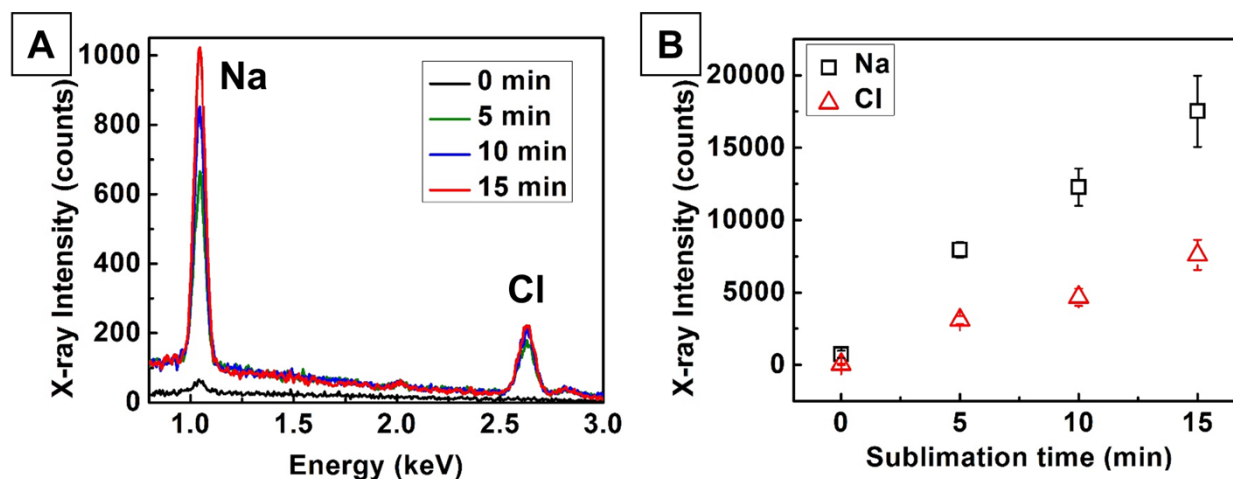 A
X-ray Intensity (counts)
1000
800
600
400
200
0
Na
Cl
0 min
5 min
10 min
15 min
1.0
1.5
2.0
2.5
3.0
Energy (keV)
B
X-ray Intensity (counts)
20000
15000
10000
5000
0
Na
Cl
0
5
10
15
Sublimation time (min)